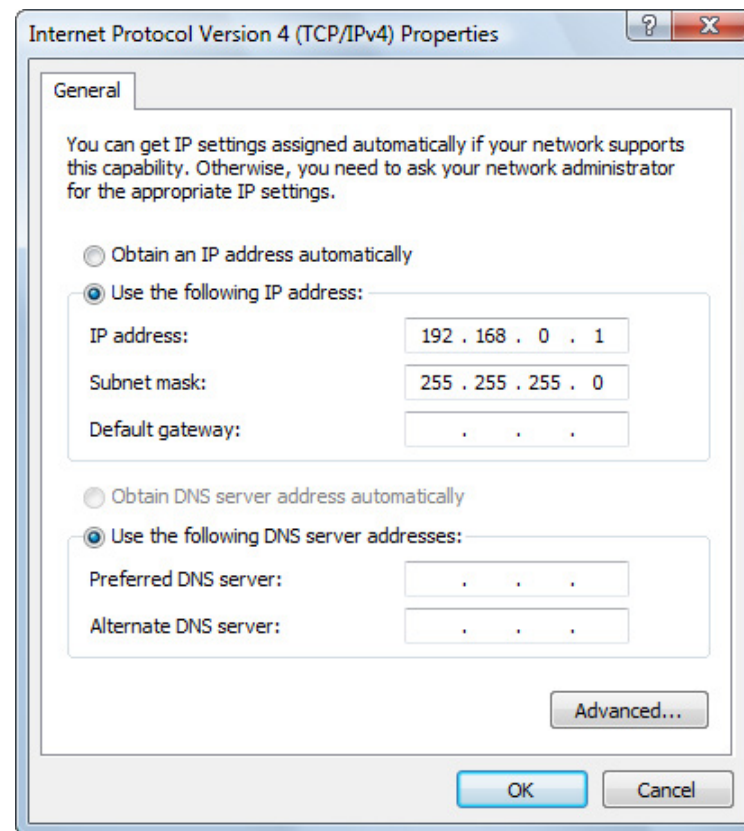 Internet Protocol Version 4 (TCP/IPv4) Properties
?
X
General
You can get IP settings assigned automatically if your network supports
this capability. Otherwise, you need to ask your network administrator
for the appropriate IP settings.
Obtain an IP address automatically
Use the following IP address:
IP address: 192 . 168 . 0 . 1
Subnet mask: 255 . 255 . 255 . 0
Default gateway: . . .
Obtain DNS server address automatically
Use the following DNS server addresses:
Preferred DNS server: . . .
Alternate DNS server: . . .
Advanced...
OK Cancel